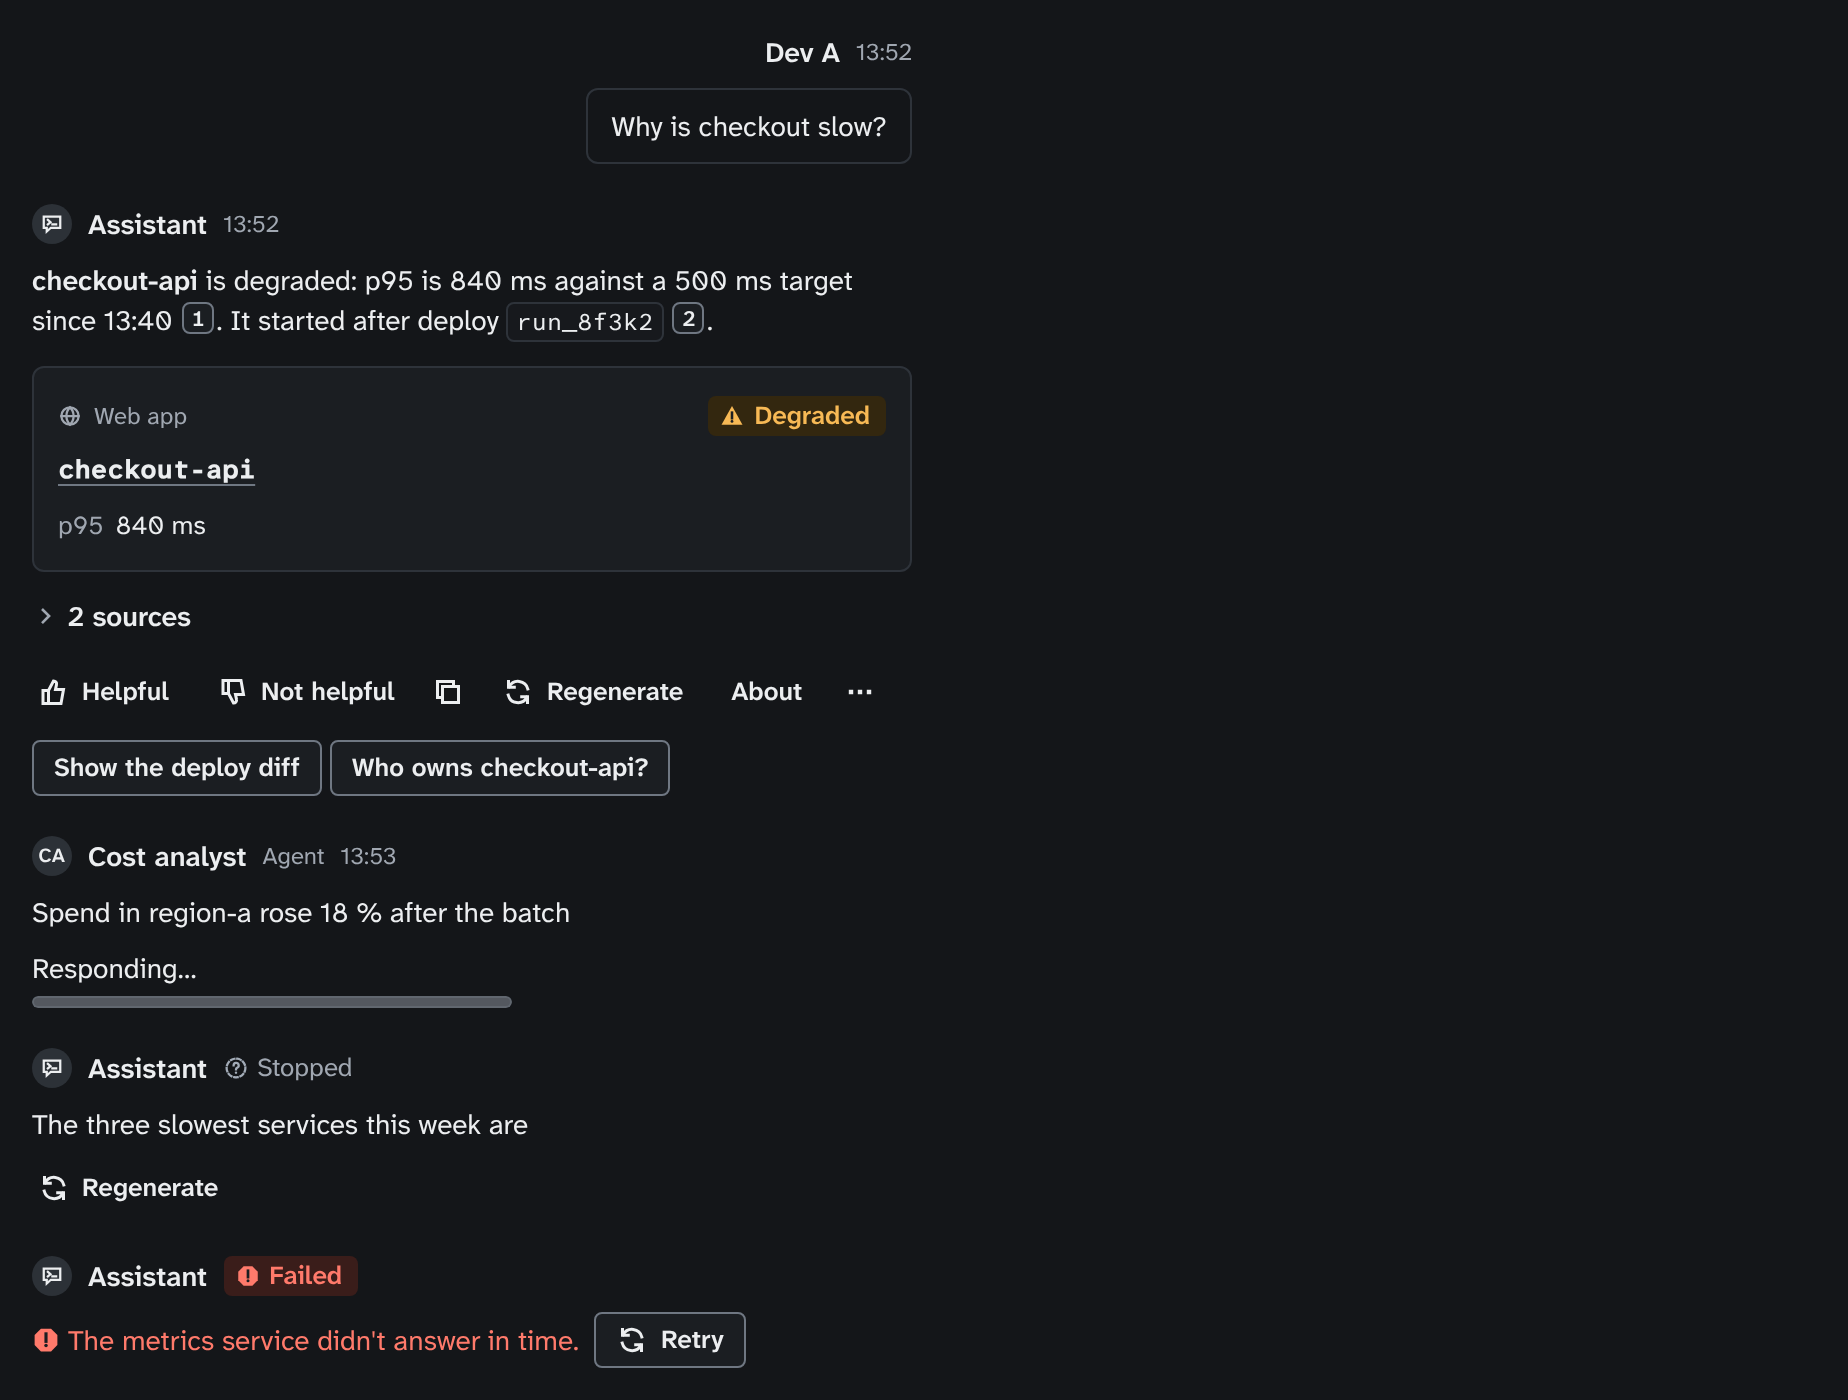 Dev A 13:52
Why is checkout slow?
Assistant 13:52
checkout-api is degraded: p95 is 840 ms against a 500 ms target
since 13:40 1. It started after deploy run_8f3k2 2.
Web app
Degraded
checkout-api
p95 840 ms
2 sources
Helpful Not helpful Regenerate About ...
Show the deploy diff Who owns checkout-api?
CA Cost analyst Agent 13:53
Spend in region-a rose 18 % after the batch
Responding...
Assistant Stopped
The three slowest services this week are
Regenerate
Assistant Failed
The metrics service didn't answer in time. Retry